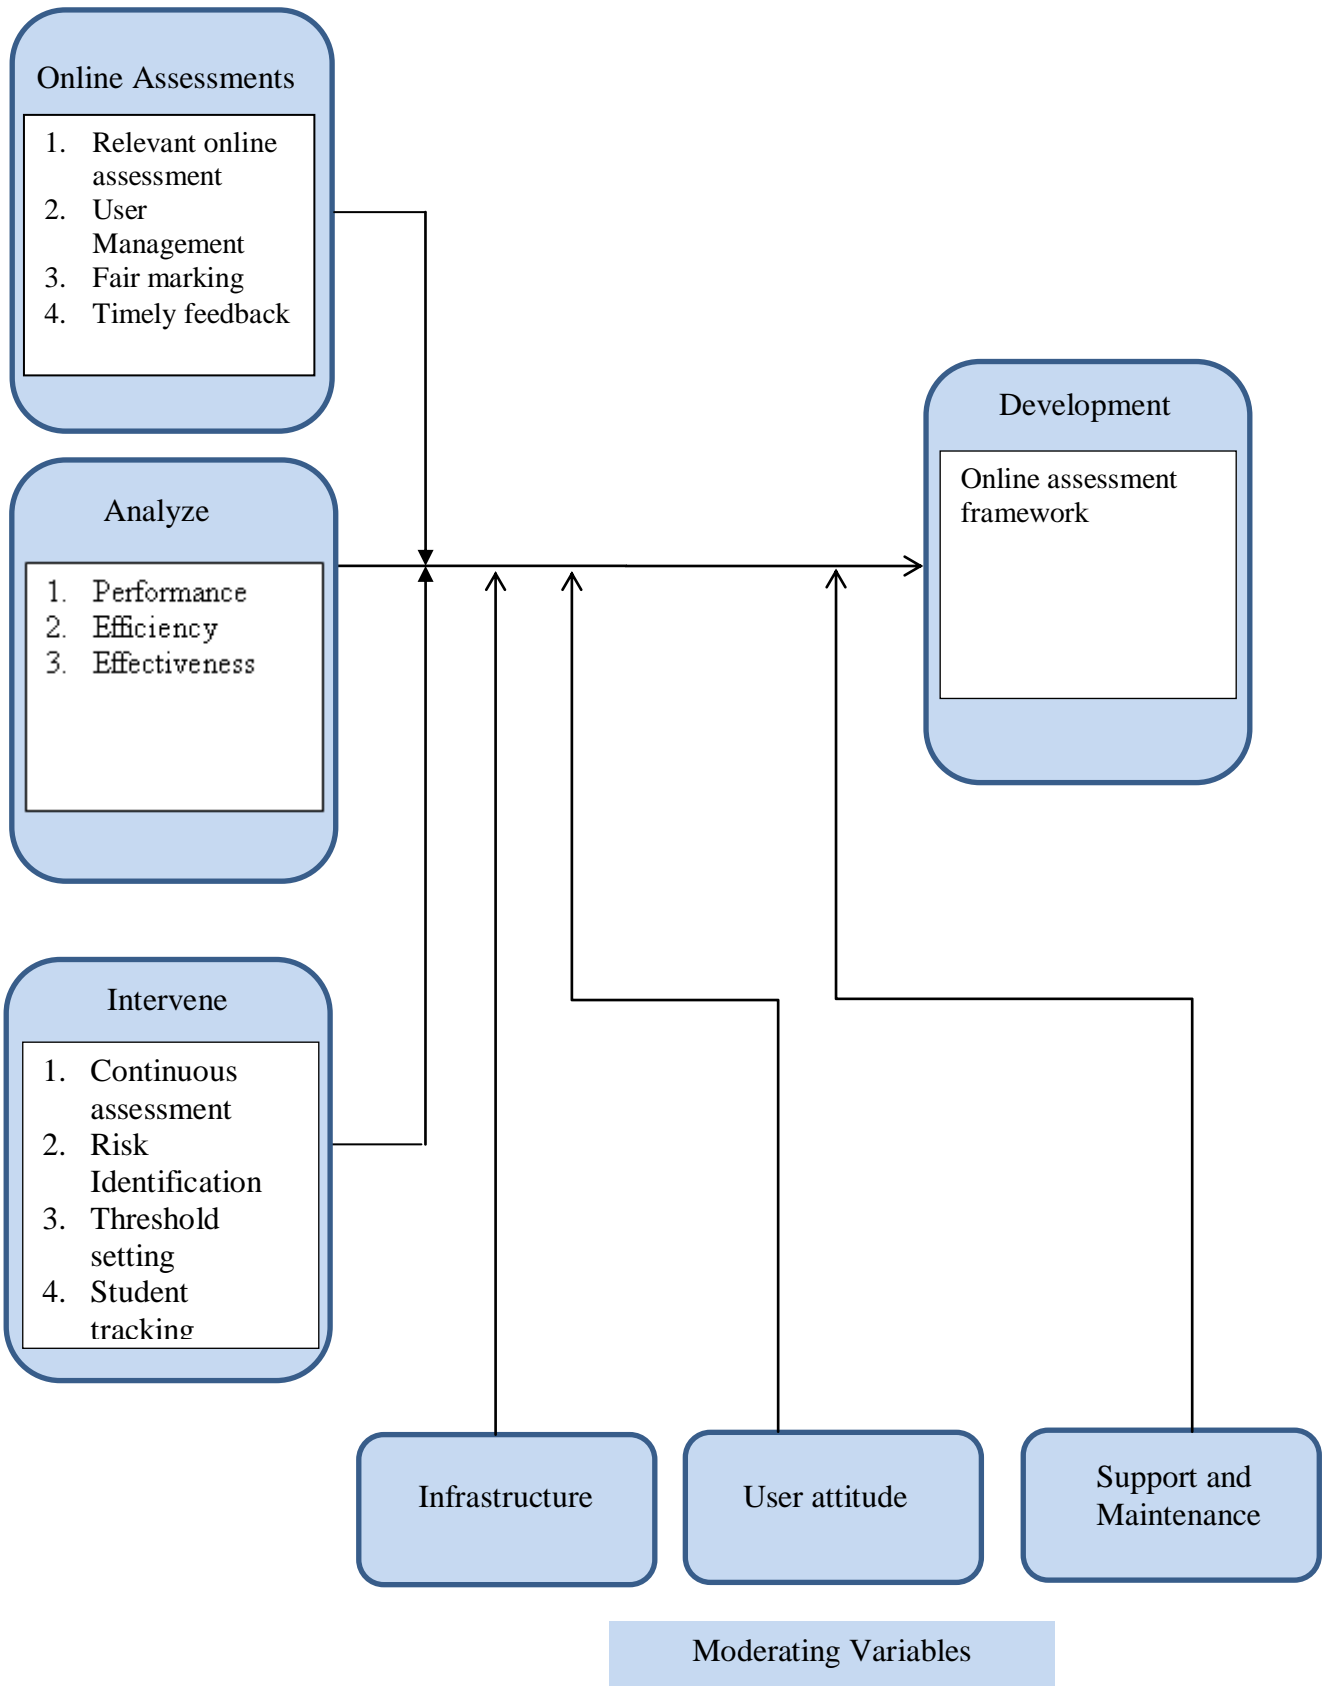 Online Assessments
1. Relevant online
assessment
2. User
Management
3. Fair marking
4. Timely feedback
Analyze
1. Performance
2. Efficiency
3. Effectiveness
Intervene
1. Continuous
assessment
2. Risk
Identification
3. Threshold
setting
4. Student
tracking
Development
Online assessment
framework
Infrastructure
User attitude
Support and
Maintenance
Moderating Variables